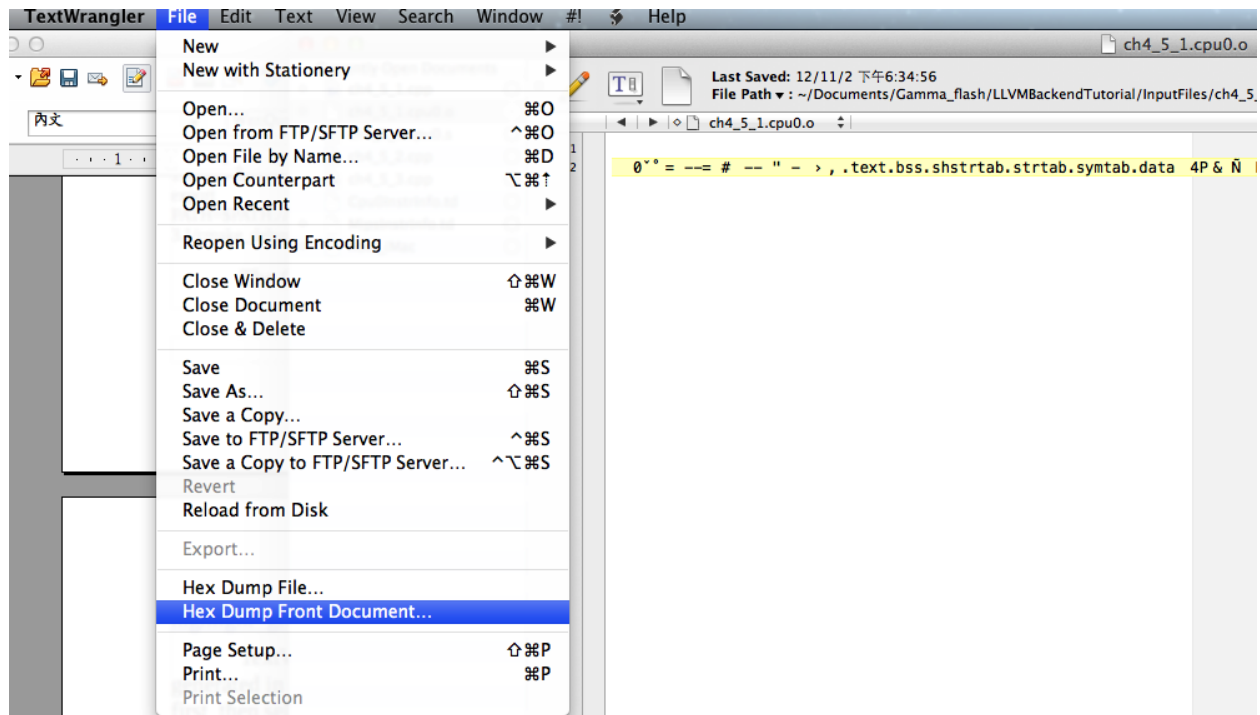 TextWrangler File Edit Text View Search Window #! Help
ch4_5_1.cpu0.o
Last Saved: 12/11/2 下午6:34:56
File Path ▾ : ~/Documents/Gamma_flash/LLVMBackendTutorial/InputFiles/ch4_5_
內文
ch4_5_1.cpu0.o
1
1
2
0ˇ° = --= # -- " - › , .text.bss.shstrtab.strtab.symtab.data 4P & Ñ
New ▶
New with Stationery ▶
Open... ⌘O
Open from FTP/SFTP Server... ^⌘O
Open File by Name... ⌘D
Open Counterpart ⌥⌘↑
Open Recent ▶
Reopen Using Encoding ▶
Close Window ⇧⌘W
Close Document ⌘W
Close & Delete
Save ⌘S
Save As... ⇧⌘S
Save a Copy...
Save to FTP/SFTP Server... ^⌘S
Save a Copy to FTP/SFTP Server... ^⌥⌘S
Revert
Reload from Disk
Export...
Hex Dump File...
Hex Dump Front Document...
Page Setup... ⇧⌘P
Print... ⌘P
Print Selection